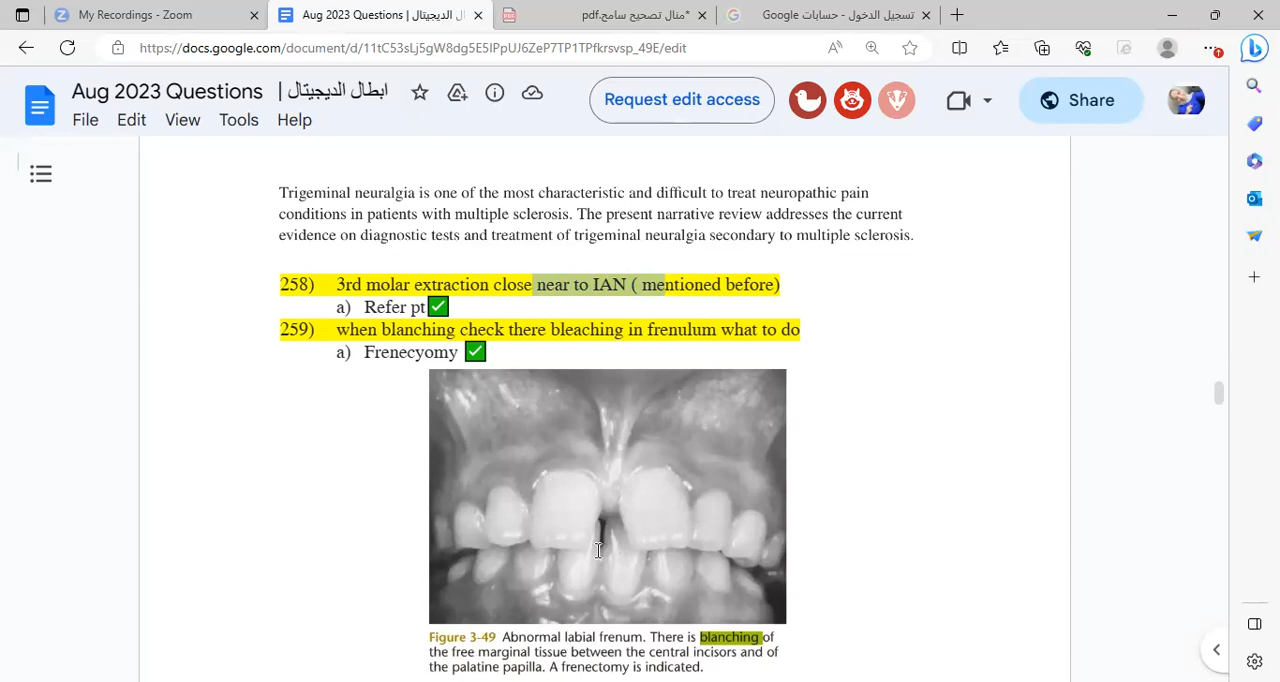 My Recordings - Zoom
Aug 2023 Questions | ابطال الديجيتال
*منال تصحيح سامح.pdf
تسجيل الدخول - حسابات Google
https://docs.google.com/document/d/11tC53sLj5gW8dg5E5IPpUJ6ZeP7TP1TPfkrsvsp_49E/edit
Aug 2023 Questions | ابطال الديجيتال
Request edit access
Share
File Edit View Tools Help
Trigeminal neuralgia is one of the most characteristic and difficult to treat neuropathic pain
conditions in patients with multiple sclerosis. The present narrative review addresses the current
evidence on diagnostic tests and treatment of trigeminal neuralgia secondary to multiple sclerosis.
258) 3rd molar extraction close near to IAN ( mentioned before)
a) Refer pt
259) when blanching check there bleaching in frenulum what to do
a) Frenecyomy
Figure 3-49 Abnormal labial frenum. There is blanching of
the free marginal tissue between the central incisors and of
the palatine papilla. A frenectomy is indicated.